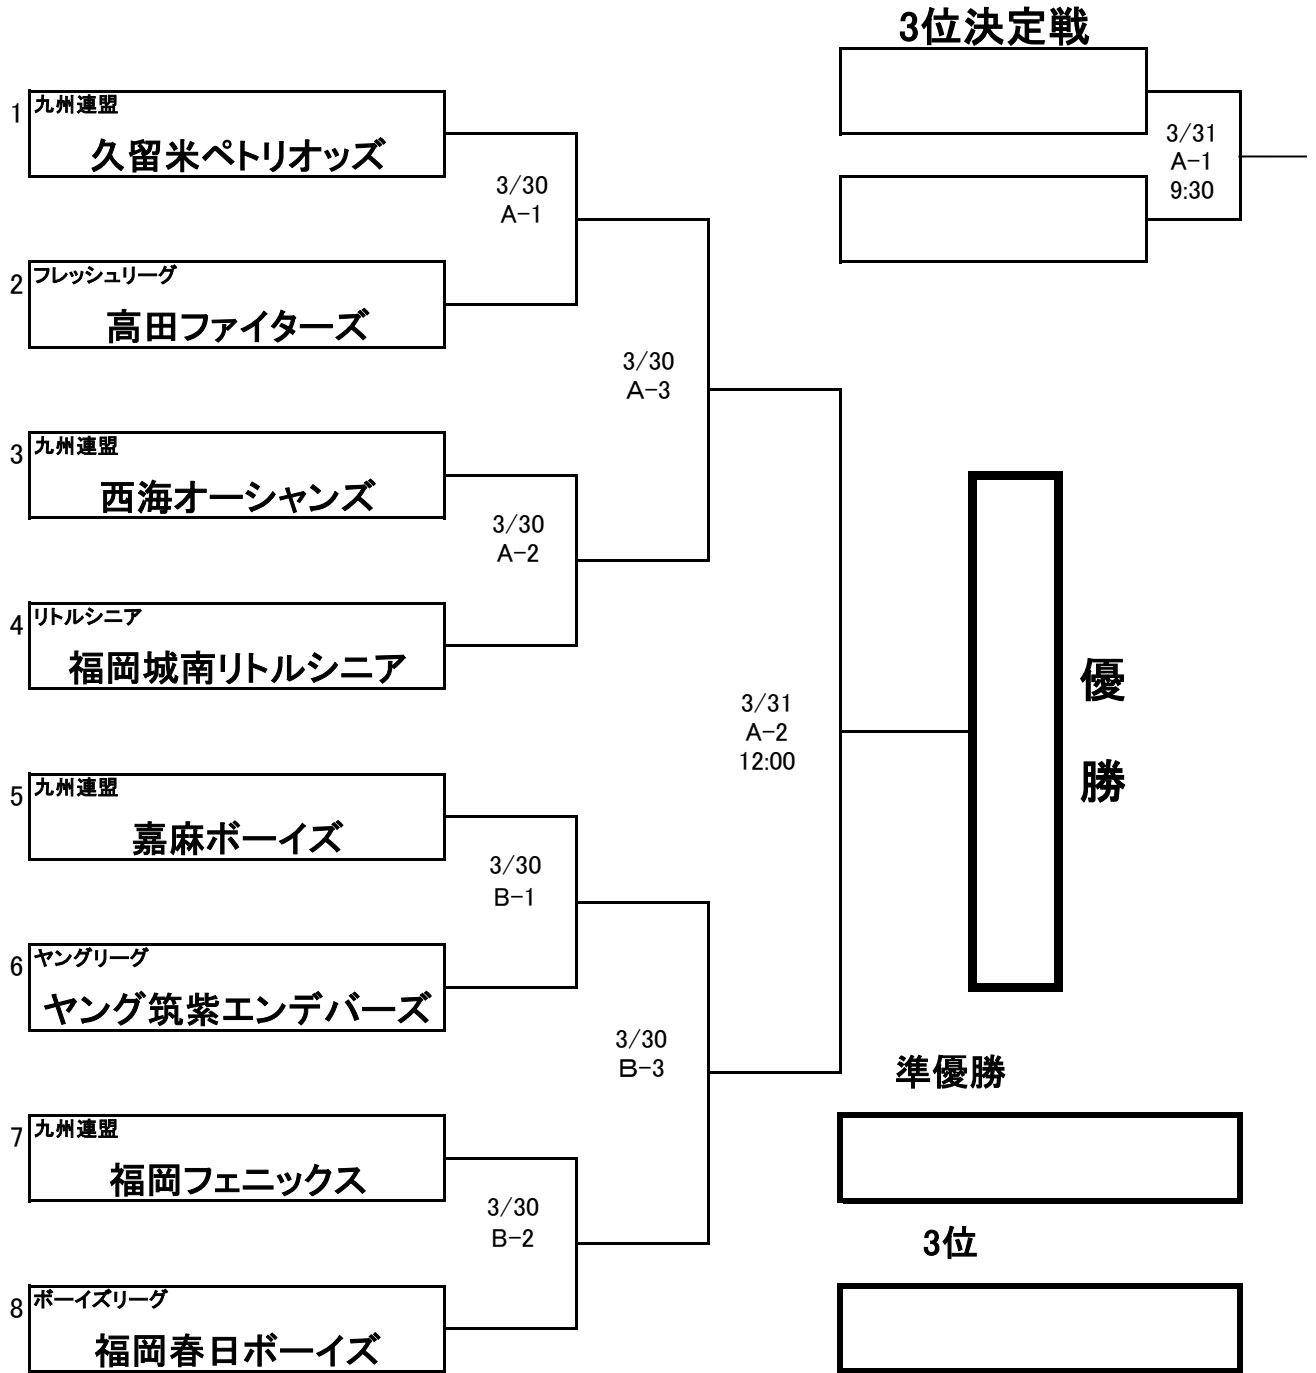 3位決定戦
3/31
A-1
9:30
1
九州連盟
久留米ペトリオッズ
3/30
A-1
2
フレッシュリーグ
高田ファイターズ
3/30
A-3
3
九州連盟
西海オーシャンズ
3/30
A-2
4
リトルシニア
福岡城南リトルシニア
3/31
A-2
12:00
優
勝
5
九州連盟
嘉麻ボーイズ
3/30
B-1
6
ヤングリーグ
ヤング筑紫エンデバーズ
3/30
B-3
準優勝
7
九州連盟
福岡フェニックス
3/30
B-2
3位
8
ボーイズリーグ
福岡春日ボーイズ